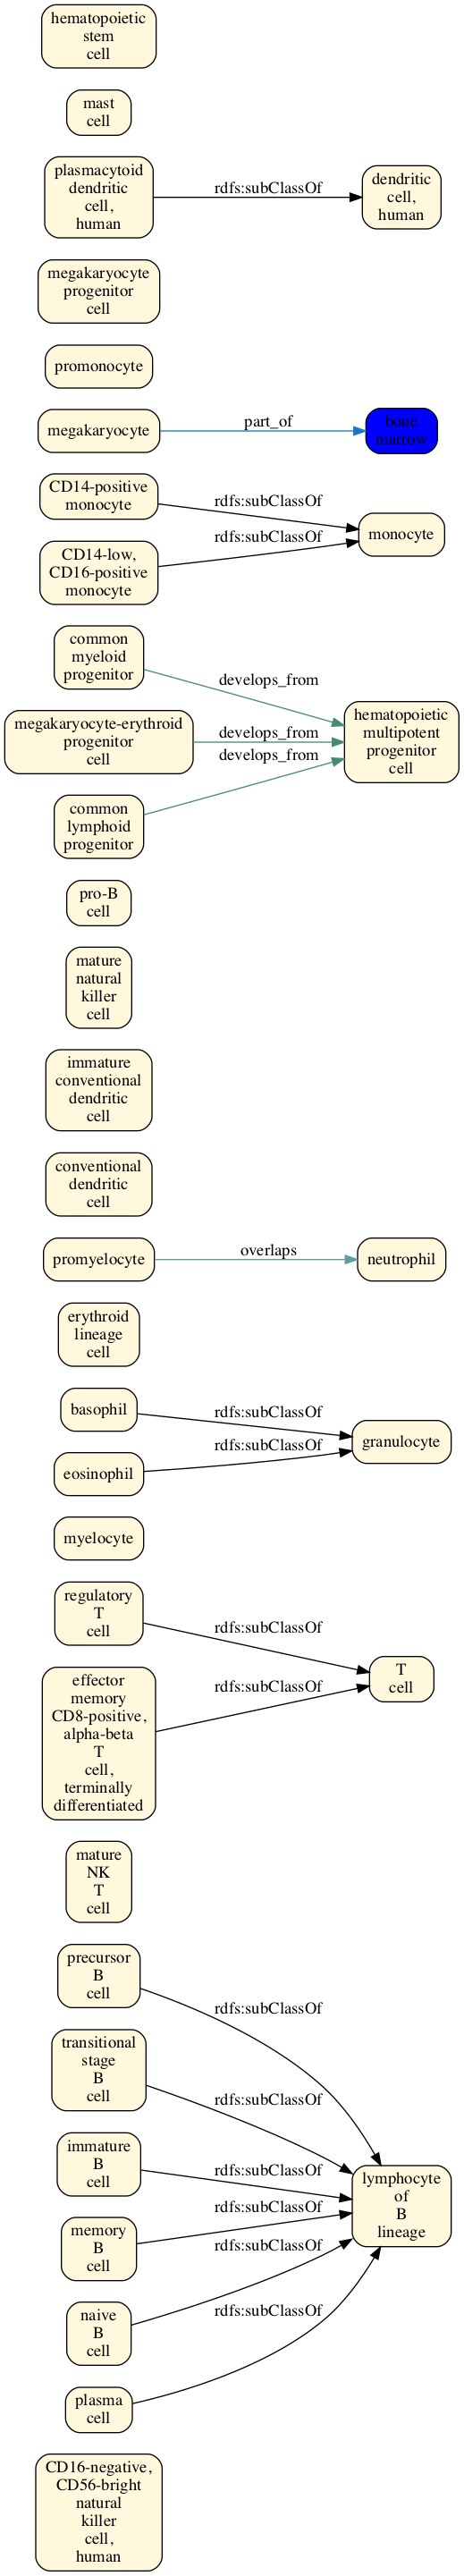 hematopoietic
stem
cell
mast
cell
plasmacytoid
dendritic
cell,
human
rdfs:subClassOf
dendritic
cell,
human
megakaryocyte
progenitor
cell
promonocyte
megakaryocyte
part_of
bone
marrow
CD14-positive
monocyte
rdfs:subClassOf
CD14-low,
CD16-positive
monocyte
rdfs:subClassOf
monocyte
common
myeloid
progenitor
develops_from
megakaryocyte-erythroid
progenitor
cell
develops_from
common
lymphoid
progenitor
develops_from
hematopoietic
multipotent
progenitor
cell
pro-B
cell
mature
natural
killer
cell
immature
conventional
dendritic
cell
conventional
dendritic
cell
promyelocyte
overlaps
neutrophil
erythroid
lineage
cell
basophil
rdfs:subClassOf
eosinophil
rdfs:subClassOf
granulocyte
myelocyte
regulatory
T
cell
rdfs:subClassOf
effector
memory
CD8-positive,
alpha-beta
T
cell,
terminally
differentiated
rdfs:subClassOf
T
cell
mature
NK
T
cell
precursor
B
cell
rdfs:subClassOf
transitional
stage
B
cell
rdfs:subClassOf
immature
B
cell
rdfs:subClassOf
memory
B
cell
rdfs:subClassOf
naive
B
cell
rdfs:subClassOf
plasma
cell
rdfs:subClassOf
lymphocyte
of
B
lineage
CD16-negative,
CD56-bright
natural
killer
cell,
human